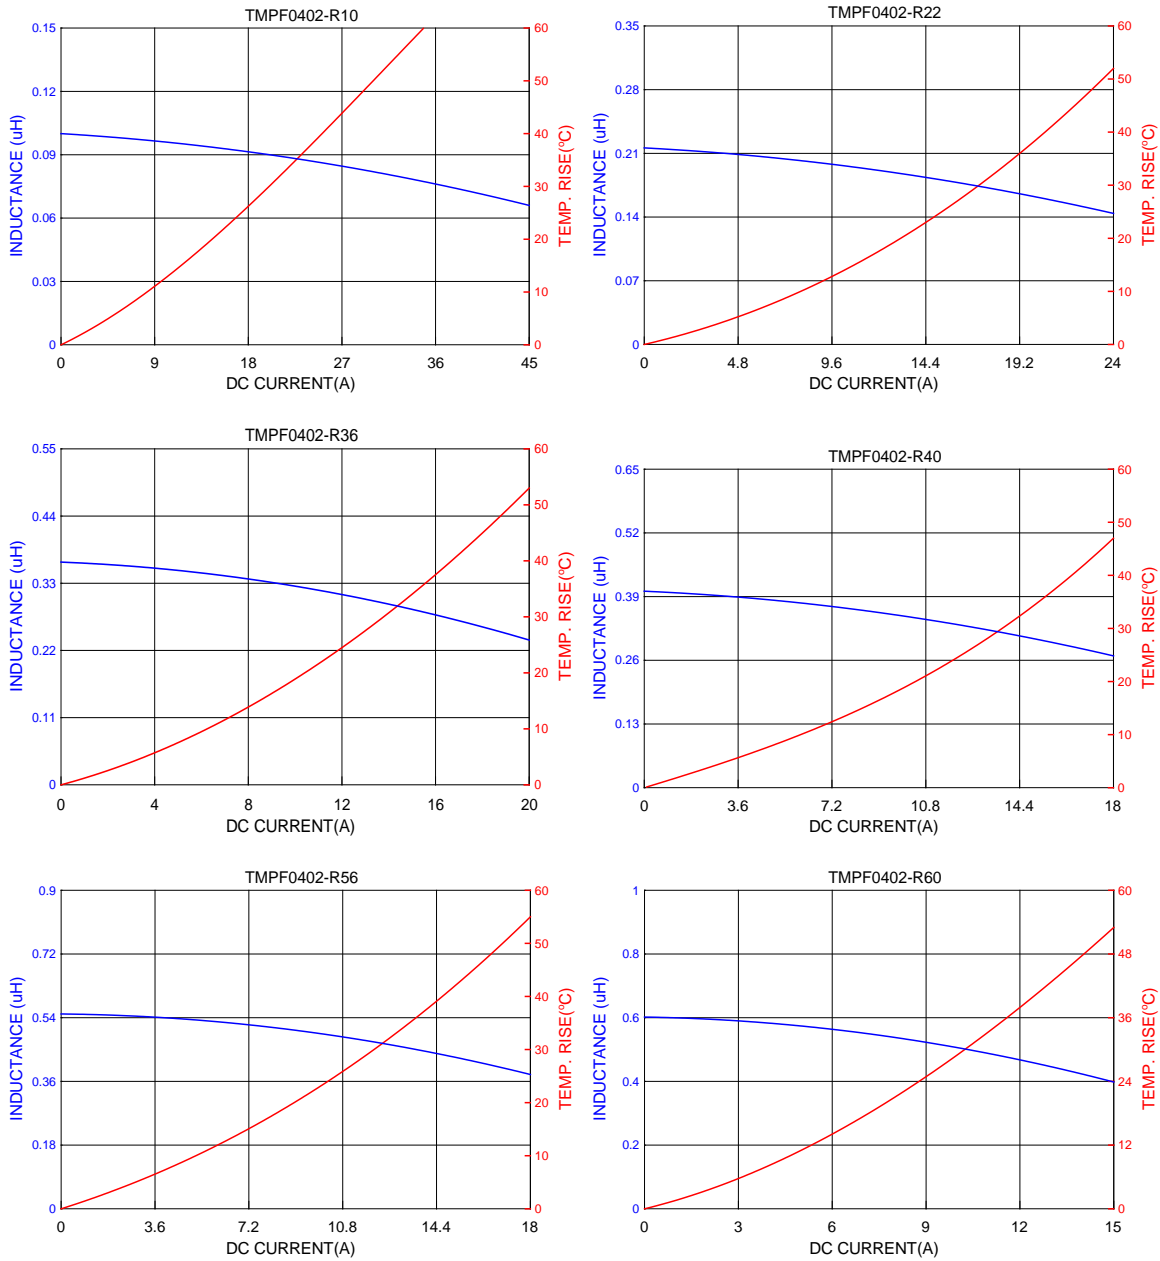 TMPF0402-R10
0.15
0.12
0.09
0.06
0.03
0
INDUCTANCE (uH)
60
50
40
30
20
10
0
TEMP. RISE(ºC)
0 9 18 27 36 45
DC CURRENT(A)
TMPF0402-R22
0.35
0.28
0.21
0.14
0.07
0
INDUCTANCE (uH)
60
50
40
30
20
10
0
TEMP. RISE(ºC)
0 4.8 9.6 14.4 19.2 24
DC CURRENT(A)
TMPF0402-R36
0.55
0.44
0.33
0.22
0.11
0
INDUCTANCE (uH)
60
50
40
30
20
10
0
TEMP. RISE(ºC)
0 4 8 12 16 20
DC CURRENT(A)
TMPF0402-R40
0.65
0.52
0.39
0.26
0.13
0
INDUCTANCE (uH)
60
50
40
30
20
10
0
TEMP. RISE(ºC)
0 3.6 7.2 10.8 14.4 18
DC CURRENT(A)
TMPF0402-R56
0.9
0.72
0.54
0.36
0.18
0
INDUCTANCE (uH)
60
50
40
30
20
10
0
TEMP. RISE(ºC)
0 3.6 7.2 10.8 14.4 18
DC CURRENT(A)
TMPF0402-R60
1
0.8
0.6
0.4
0.2
0
INDUCTANCE (uH)
60
48
36
24
12
0
TEMP. RISE(ºC)
0 3 6 9 12 15
DC CURRENT(A)